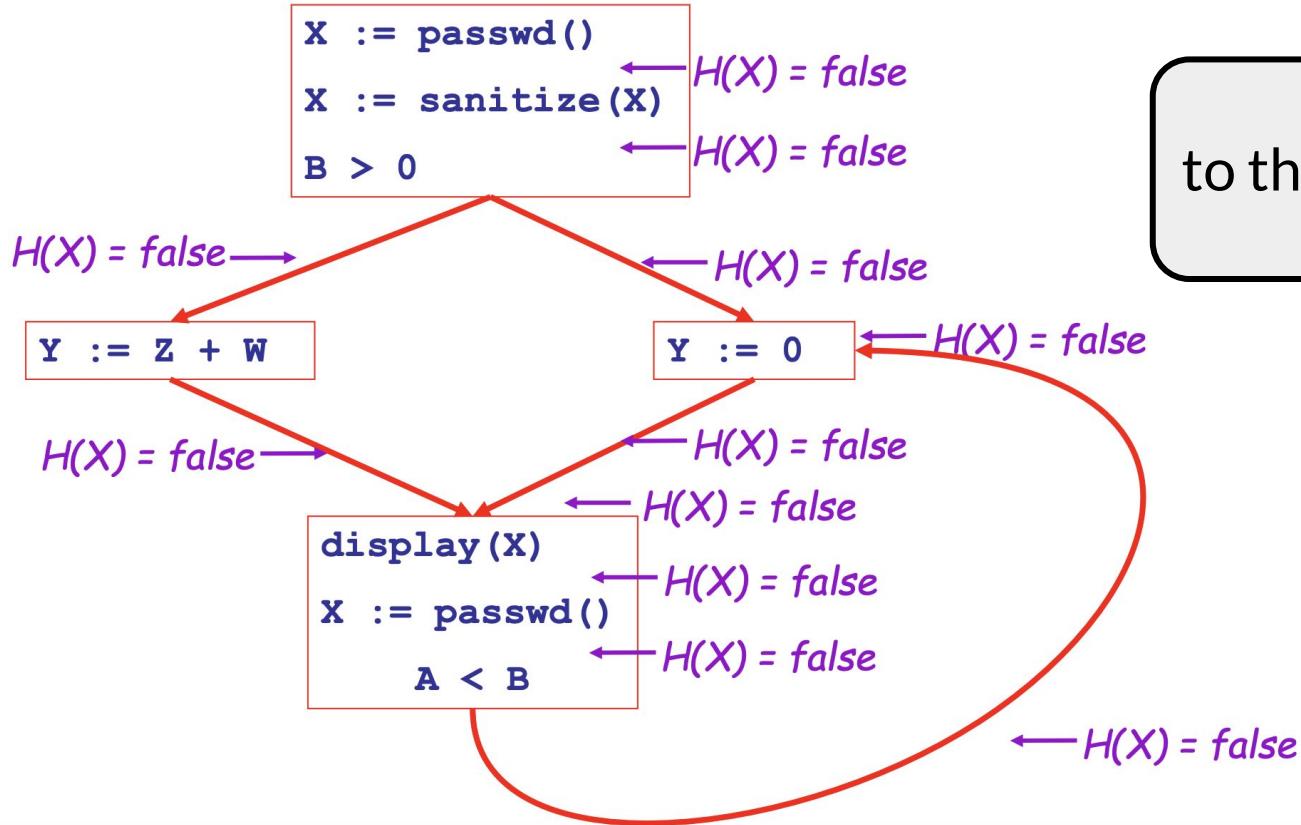 X := passwd()
H(X) = false
X := sanitize(X)
H(X) = false
B > 0
to th
H(X) = false
H(X) = false
Y := Z + W
Y := 0
H(X) = false
H(X) = false
H(X) = false
H(X) = false
display(X)
H(X) = false
X := passwd()
H(X) = false
A < B
H(X) = false